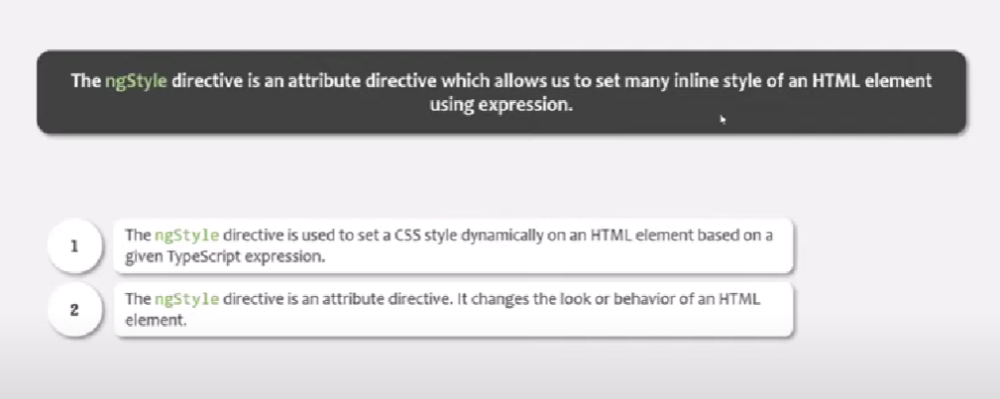 The ngStyle directive is an attribute directive which allows us to set many inline style of an HTML element
using expression.
1
The ngStyle directive is used to set a CSS style dynamically on an HTML element based on a
given TypeScript expression.
2
The ngStyle directive is an attribute directive. It changes the look or behavior of an HTML
element.